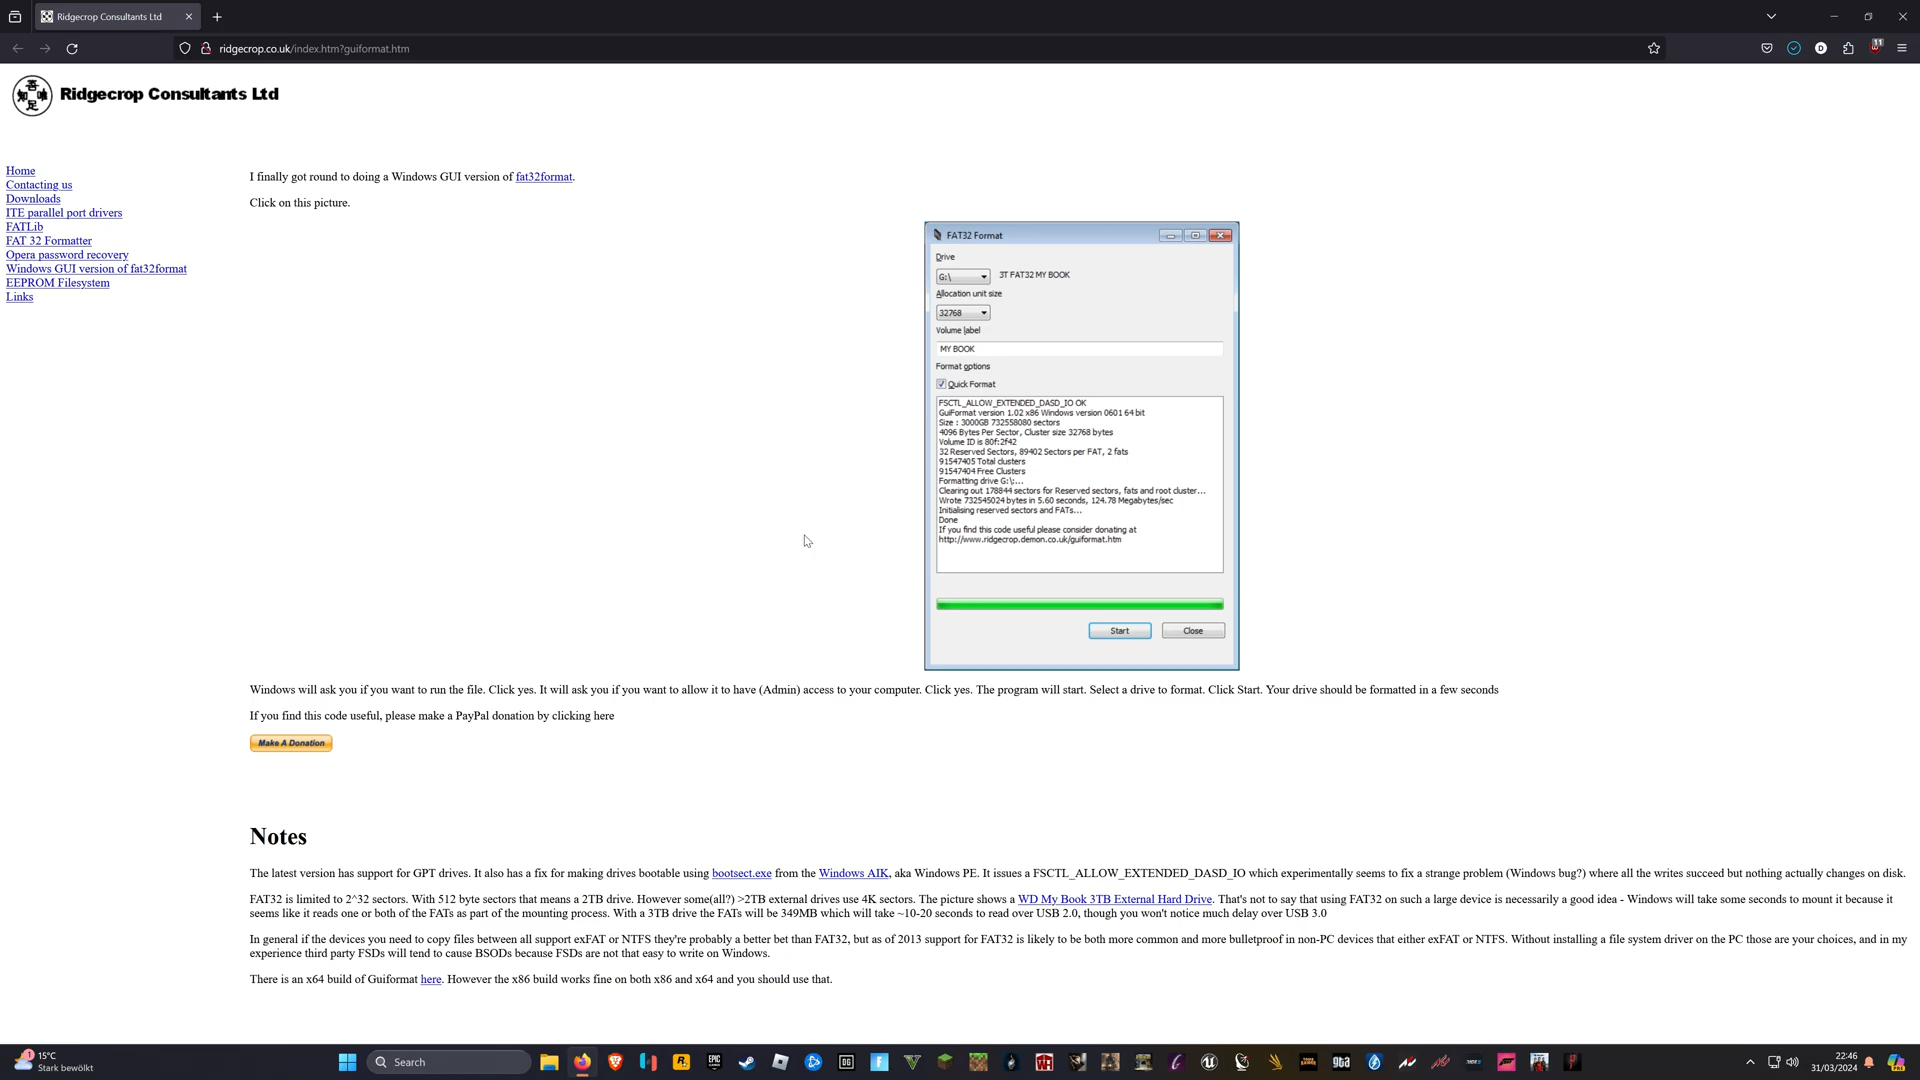 Ridgecrop Consultants Ltd
ridgecrop.co.uk/index.htm?guiformat.htm
11
Ridgecrop Consultants Ltd
Home
Contacting us
Downloads
ITE parallel port drivers
FATLib
FAT 32 Formatter
Opera password recovery
Windows GUI version of fat32format
EEPROM Filesystem
Links
I finally got round to doing a Windows GUI version of fat32format.
Click on this picture.
FAT32 Format
Drive
G:\ 3T FAT32 MY BOOK
Allocation unit size
32768
Volume label
MY BOOK
Format options
Quick Format
FSCTL_ALLOW_EXTENDED_DASD_IO OK
GuiFormat version 1.02 x86 Windows version 0601 64 bit
Size : 3000GB 732558080 sectors
4096 Bytes Per Sector, Cluster size 32768 bytes
Volume ID is 80f:2f42
32 Reserved Sectors, 89402 Sectors per FAT, 2 fats
91547405 Total clusters
91547404 Free Clusters
Formatting drive G:\:...
Clearing out 178844 sectors for Reserved sectors, fats and root cluster...
Wrote 732545024 bytes in 5.60 seconds, 124.78 Megabytes/sec
Initialising reserved sectors and FATs...
Done
If you find this code useful please consider donating at
http://www.ridgecrop.demon.co.uk/guiformat.htm
Start Close
Windows will ask you if you want to run the file. Click yes. It will ask you if you want to allow it to have (Admin) access to your computer. Click yes. The program will start. Select a drive to format. Click Start. Your drive should be formatted in a few seconds
If you find this code useful, please make a PayPal donation by clicking here
Make A Donation
Notes
The latest version has support for GPT drives. It also has a fix for making drives bootable using bootsect.exe from the Windows AIK, aka Windows PE. It issues a FSCTL_ALLOW_EXTENDED_DASD_IO which experimentally seems to fix a strange problem (Windows bug?) where all the writes succeed but nothing actually changes on disk.
FAT32 is limited to 2^32 sectors. With 512 byte sectors that means a 2TB drive. However some(all?) >2TB external drives use 4K sectors. The picture shows a WD My Book 3TB External Hard Drive. That's not to say that using FAT32 on such a large device is necessarily a good idea - Windows will take some seconds to mount it because it
seems like it reads one or both of the FATs as part of the mounting process. With a 3TB drive the FATs will be 349MB which will take ~10-20 seconds to read over USB 2.0, though you won't notice much delay over USB 3.0
In general if the devices you need to copy files between all support exFAT or NTFS they're probably a better bet than FAT32, but as of 2013 support for FAT32 is likely to be both more common and more bulletproof in non-PC devices that either exFAT or NTFS. Without installing a file system driver on the PC those are your choices, and in my
experience third party FSDs will tend to cause BSODs because FSDs are not that easy to write on Windows.
There is an x64 build of Guiformat here. However the x86 build works fine on both x86 and x64 and you should use that.
1
15°C
Stark bewölkt
Search
EPIC
GAMES
gta
22:46
31/03/2024